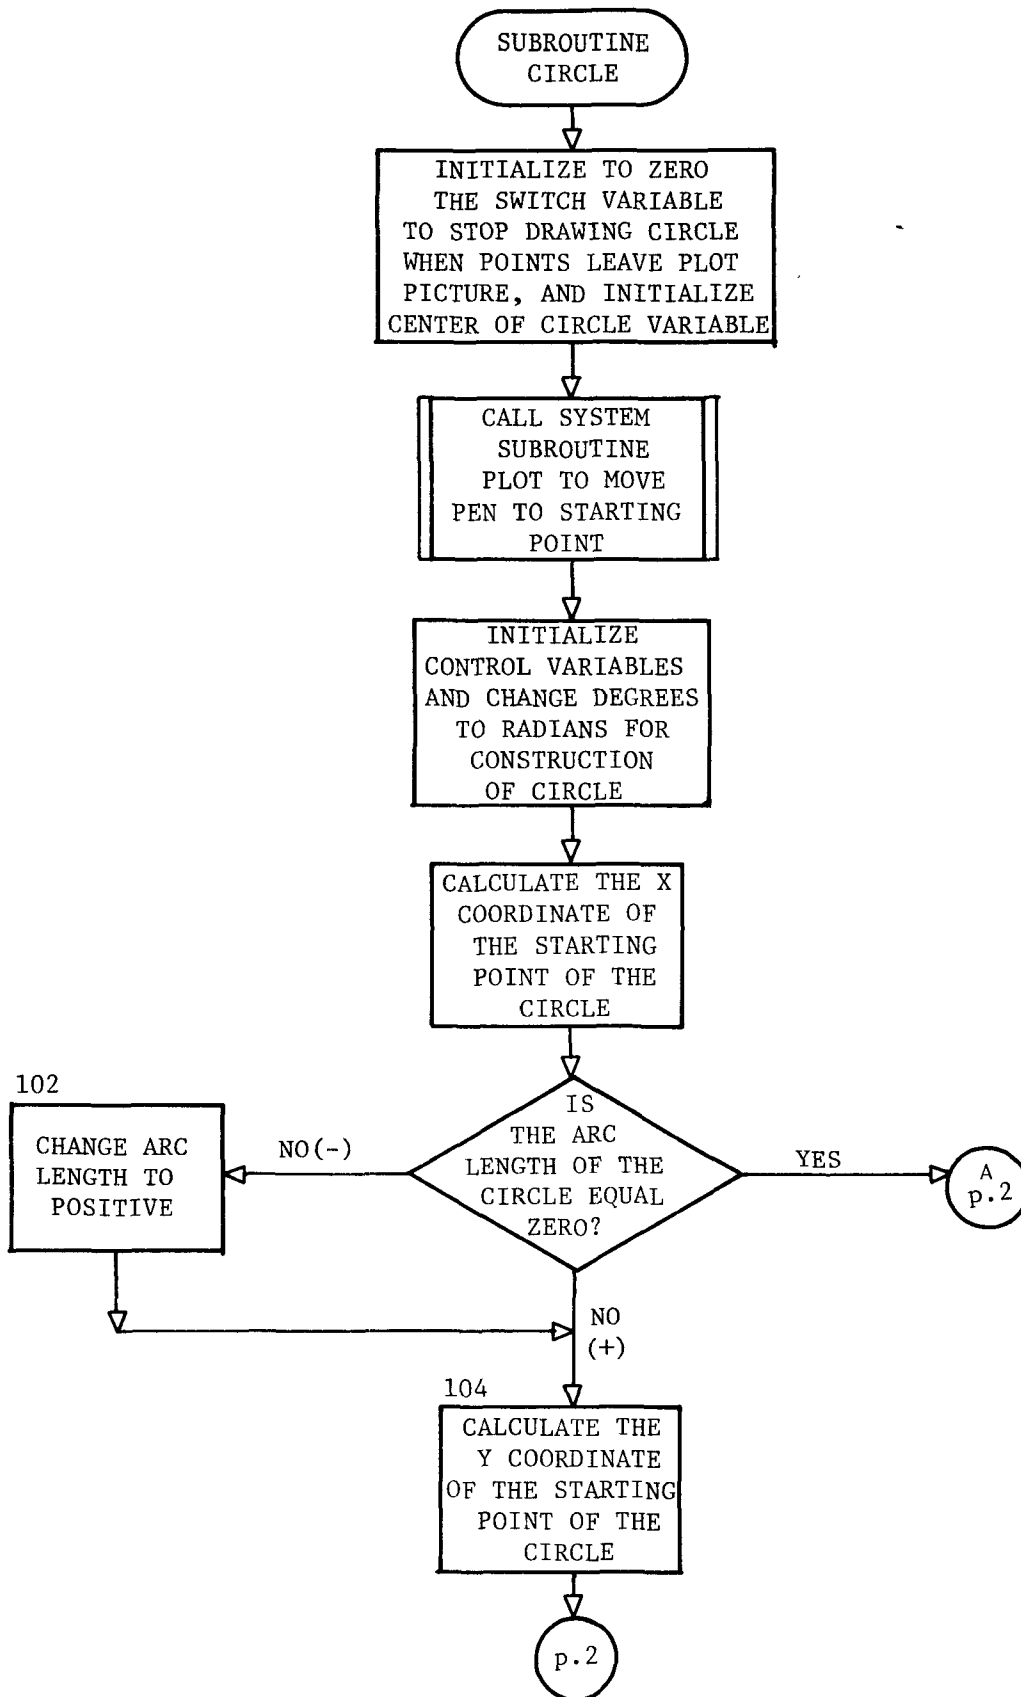 SUBROUTINE
CIRCLE
INITIALIZE TO ZERO
THE SWITCH VARIABLE
TO STOP DRAWING CIRCLE
WHEN POINTS LEAVE PLOT
PICTURE, AND INITIALIZE
CENTER OF CIRCLE VARIABLE
CALL SYSTEM
SUBROUTINE
PLOT TO MOVE
PEN TO STARTING
POINT
INITIALIZE
CONTROL VARIABLES
AND CHANGE DEGREES
TO RADIANS FOR
CONSTRUCTION
OF CIRCLE
CALCULATE THE X
COORDINATE OF
THE STARTING
POINT OF THE
CIRCLE
102
CHANGE ARC
LENGTH TO
POSITIVE
NO(-)
IS
THE ARC
LENGTH OF THE
CIRCLE EQUAL
ZERO?
YES
A
p.2
NO
(+)
104
CALCULATE THE
Y COORDINATE
OF THE STARTING
POINT OF THE
CIRCLE
p.2